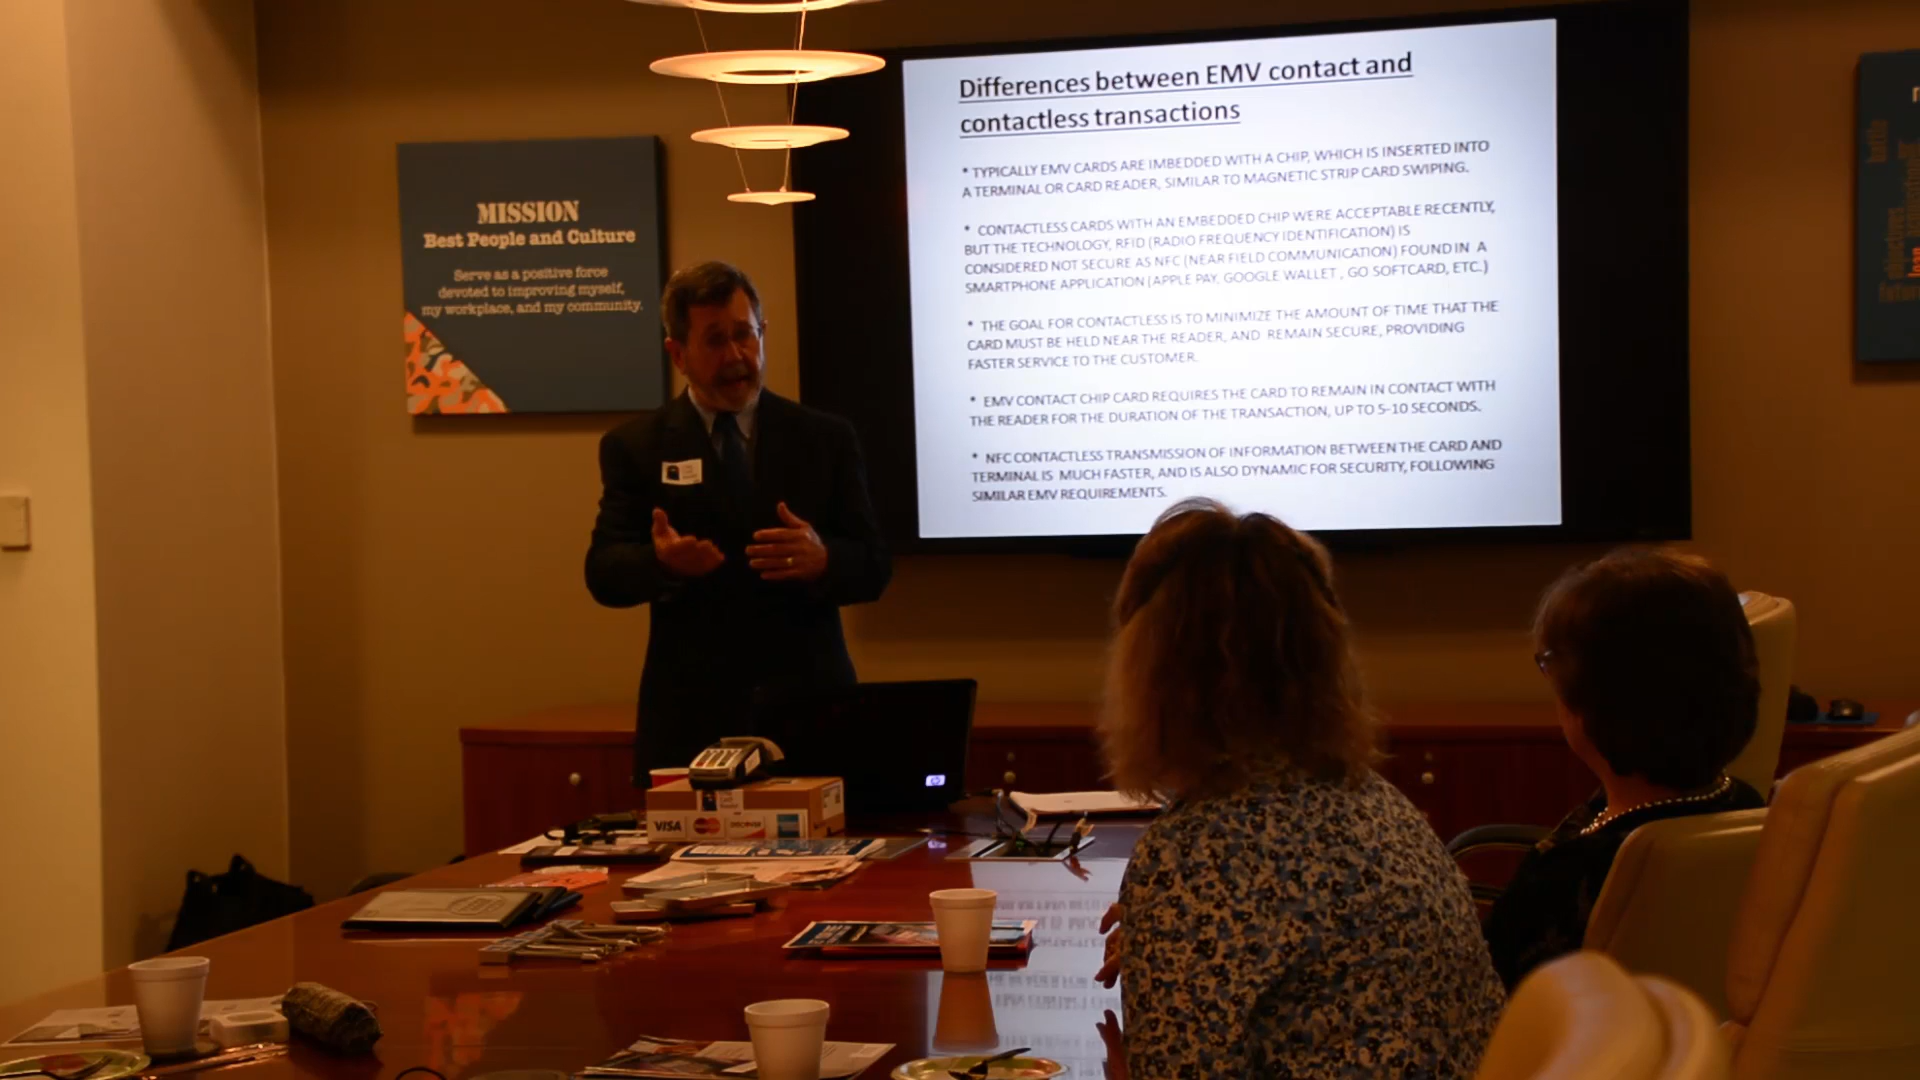 MISSION
Best People and Culture
Serve as a positive force
devoted to improving myself,
my workplace, and my community.
Differences between EMV contact and
contactless transactions
* TYPICALLY EMV CARDS ARE IMBEDDED WITH A CHIP, WHICH IS INSERTED INTO
A TERMINAL OR CARD READER, SIMILAR TO MAGNETIC STRIP CARD SWIPING.
* CONTACTLESS CARDS WITH AN EMBEDDED CHIP WERE ACCEPTABLE RECENTLY,
BUT THE TECHNOLOGY, RFID (RADIO FREQUENCY IDENTIFICATION) IS
CONSIDERED NOT SECURE AS NFC (NEAR FIELD COMMUNICATION) FOUND IN A
SMARTPHONE APPLICATION (APPLE PAY, GOOGLE WALLET , GO SOFTCARD, ETC.)
* THE GOAL FOR CONTACTLESS IS TO MINIMIZE THE AMOUNT OF TIME THAT THE
CARD MUST BE HELD NEAR THE READER, AND REMAIN SECURE, PROVIDING
FASTER SERVICE TO THE CUSTOMER.
* EMV CONTACT CHIP CARD REQUIRES THE CARD TO REMAIN IN CONTACT WITH
THE READER FOR THE DURATION OF THE TRANSACTION, UP TO 5-10 SECONDS.
* NFC CONTACTLESS TRANSMISSION OF INFORMATION BETWEEN THE CARD AND
TERMINAL IS MUCH FASTER, AND IS ALSO DYNAMIC FOR SECURITY, FOLLOWING
SIMILAR EMV REQUIREMENTS.
hp
VISA
DISCOVER